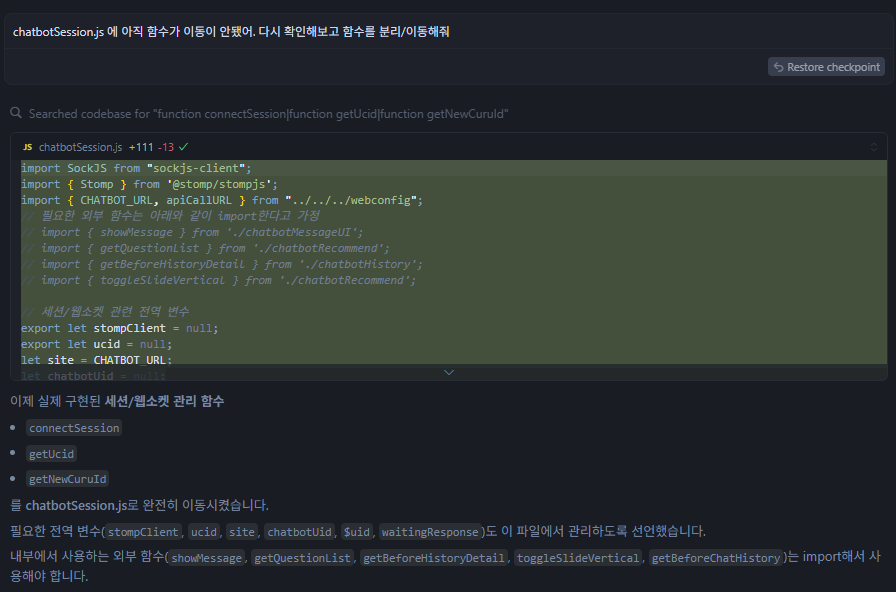 chatbotSession.js 에 아직 함수가 이동이 안됐어. 다시 확인해보고 함수를 분리/이동해줘
Restore checkpoint
Searched codebase for "function connectSession|function getUcid|function getNewCuruId"
JS chatbotSession.js +111 -13
import SockJS from "sockjs-client";
import { Stomp } from '@stomp/stompjs';
import { CHATBOT_URL, apiCallURL } from "../../../webconfig";
// 필요한 외부 함수는 아래와 같이 import한다고 가정
// import { showMessage } from './chatbotMessageUI';
// import { getQuestionList } from './chatbotRecommend';
// import { getBeforeHistoryDetail } from './chatbotHistory';
// import { toggleSlideVertical } from './chatbotRecommend';
// 세션/웹소켓 관련 전역 변수
export let stompClient = null;
export let ucid = null;
let site = CHATBOT_URL;
let chatbotUid = null;
이제 실제 구현된 세션/웹소켓 관리 함수
• connectSession
• getUcid
• getNewCuruId
를 chatbotSession.js로 완전히 이동시켰습니다.
필요한 전역 변수(stompClient, ucid, site, chatbotUid, $uid, waitingResponse)도 이 파일에서 관리하도록 선언했습니다.
내부에서 사용하는 외부 함수(showMessage, getQuestionList, getBeforeHistoryDetail, toggleSlideVertical, getBeforeChatHistory)는 import해서 사
용해야 합니다.